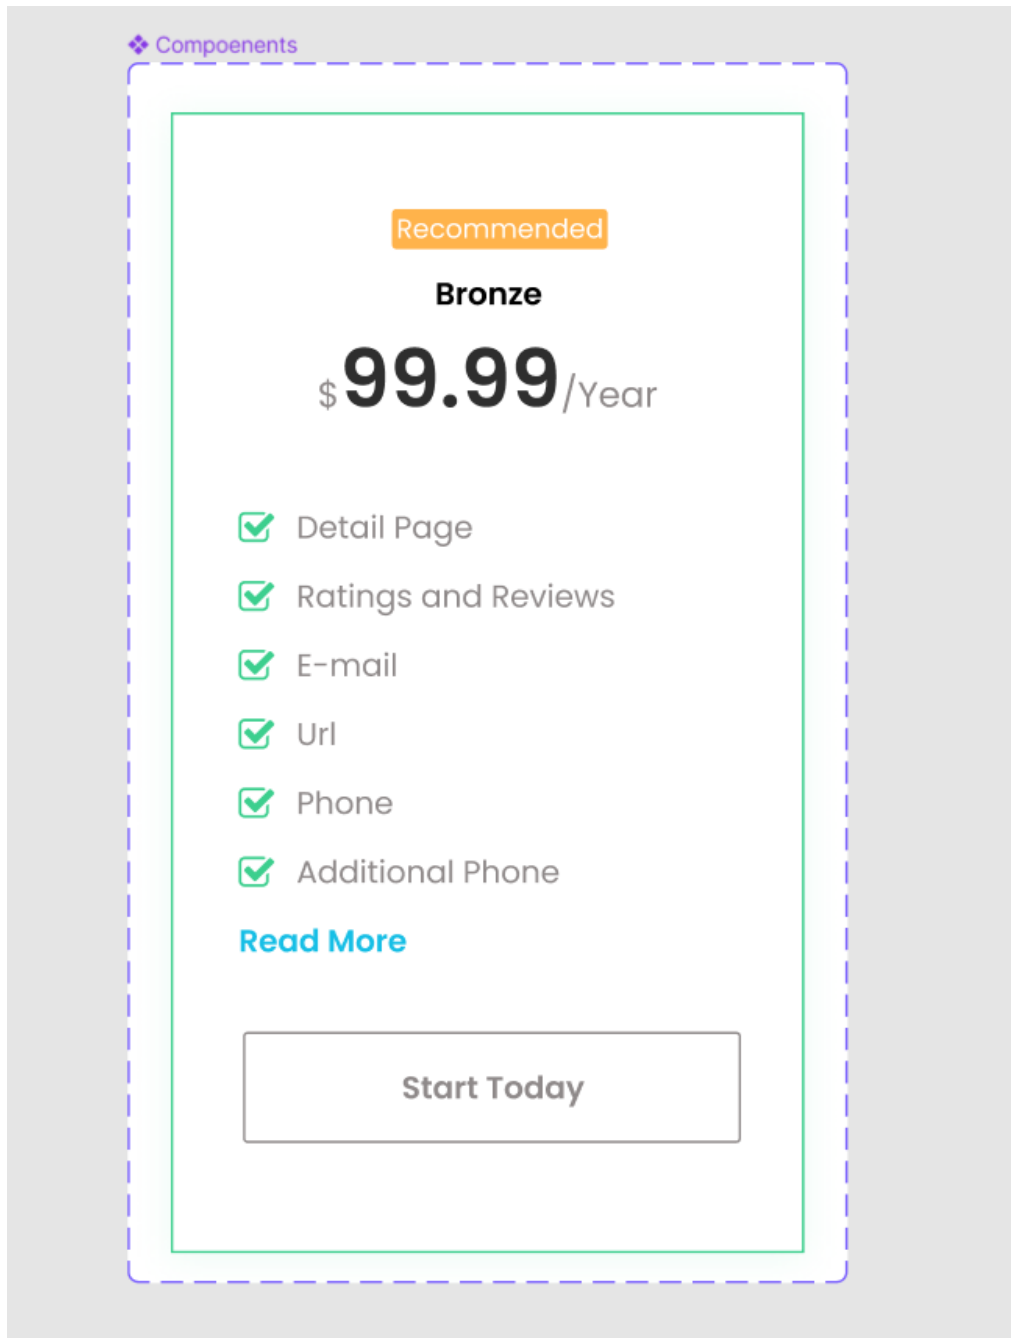 Compoenents
Recommended
Bronze
$99.99/Year
Detail Page
Ratings and Reviews
E-mail
Url
Phone
Additional Phone
Read More
Start Today